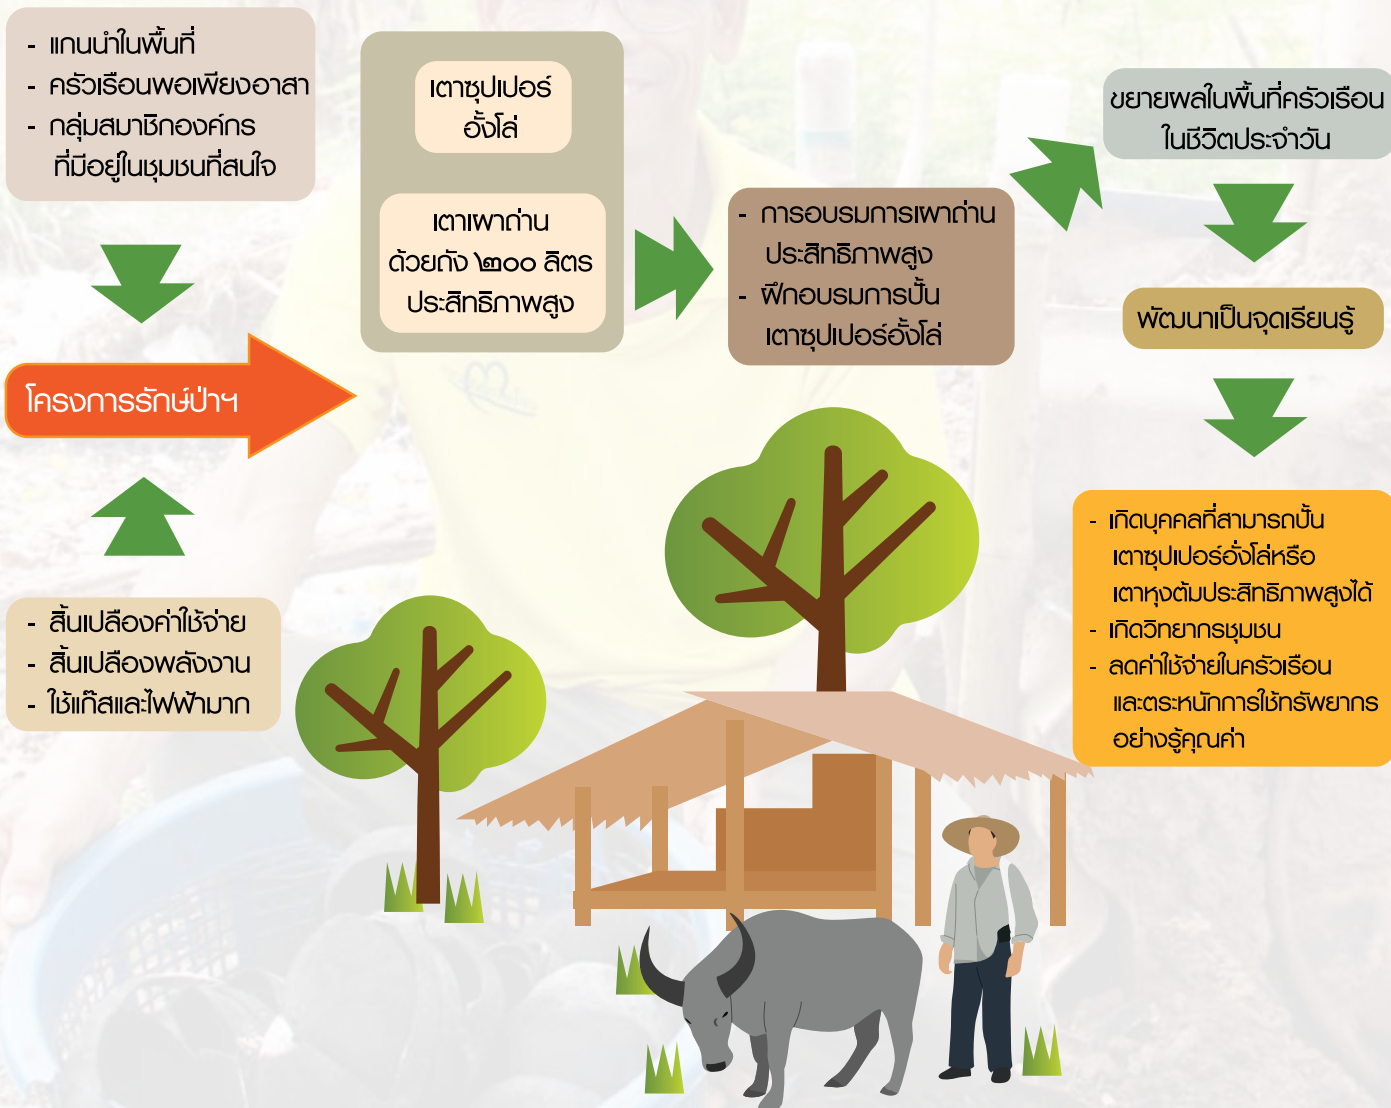 - แกนนำในพื้นที่
- ครัวเรือนพอเพียงอาสา
- กลุ่มสมาชิกองค์กร
ที่มีอยู่ในชุมชนที่สนใจ
โครงการรักษ์ป่าฯ
- สิ้นเปลืองค่าใช้จ่าย
- สิ้นเปลืองพลังงาน
- ใช้แก๊สและไฟฟ้ามาก
เตาซุปเปอร์
อั้งโล่
เตาเผาถ่าน
ด้วยถัง ๒๐๐ ลิตร
ประสิทธิภาพสูง
- การอบรมการเผาถ่าน
ประสิทธิภาพสูง
- ฝึกอบรมการปั้น
เตาซุปเปอร์อั้งโล่
ขยายผลในพื้นที่ครัวเรือน
ในชีวิตประจำวัน
พัฒนาเป็นจุดเรียนรู้
- เกิดบุคคลที่สามารถปั้น
เตาซุปเปอร์อั่งโล่หรือ
เตาหุงต้มประสิทธิภาพสูงได้
- เกิดวิทยากรชุมชน
- ลดค่าใช้จ่ายในครัวเรือน
และตระหนักการใช้ทรัพยากร
อย่างรู้คุณค่า